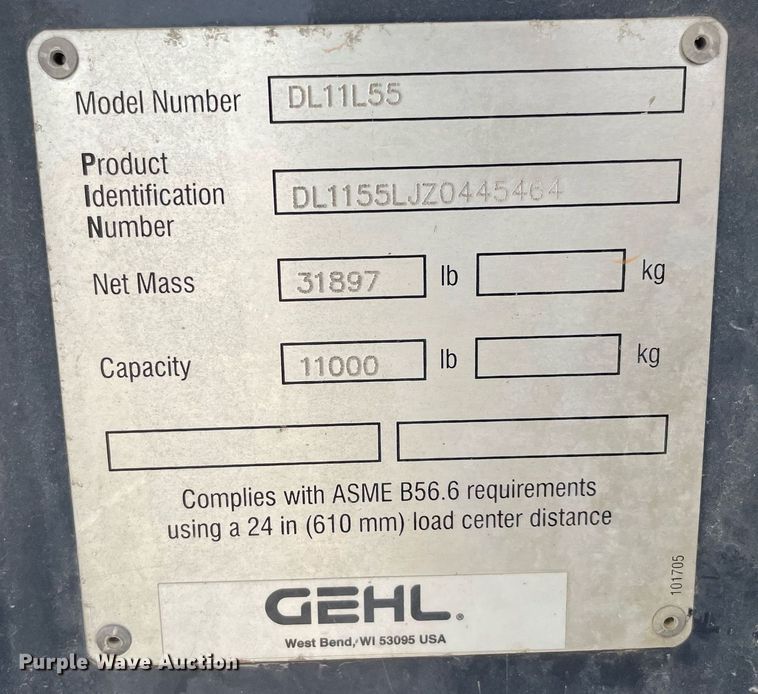 Model Number DL11L55
Product
Identification DL1155LJZ0445464
Number
Net Mass 31897 lb kg
Capacity 11000 lb kg
Complies with ASME B56.6 requirements
using a 24 in (610 mm) load center distance
101705
GEHL®
West Bend, WI 53095 USA
Purple Wave Auction